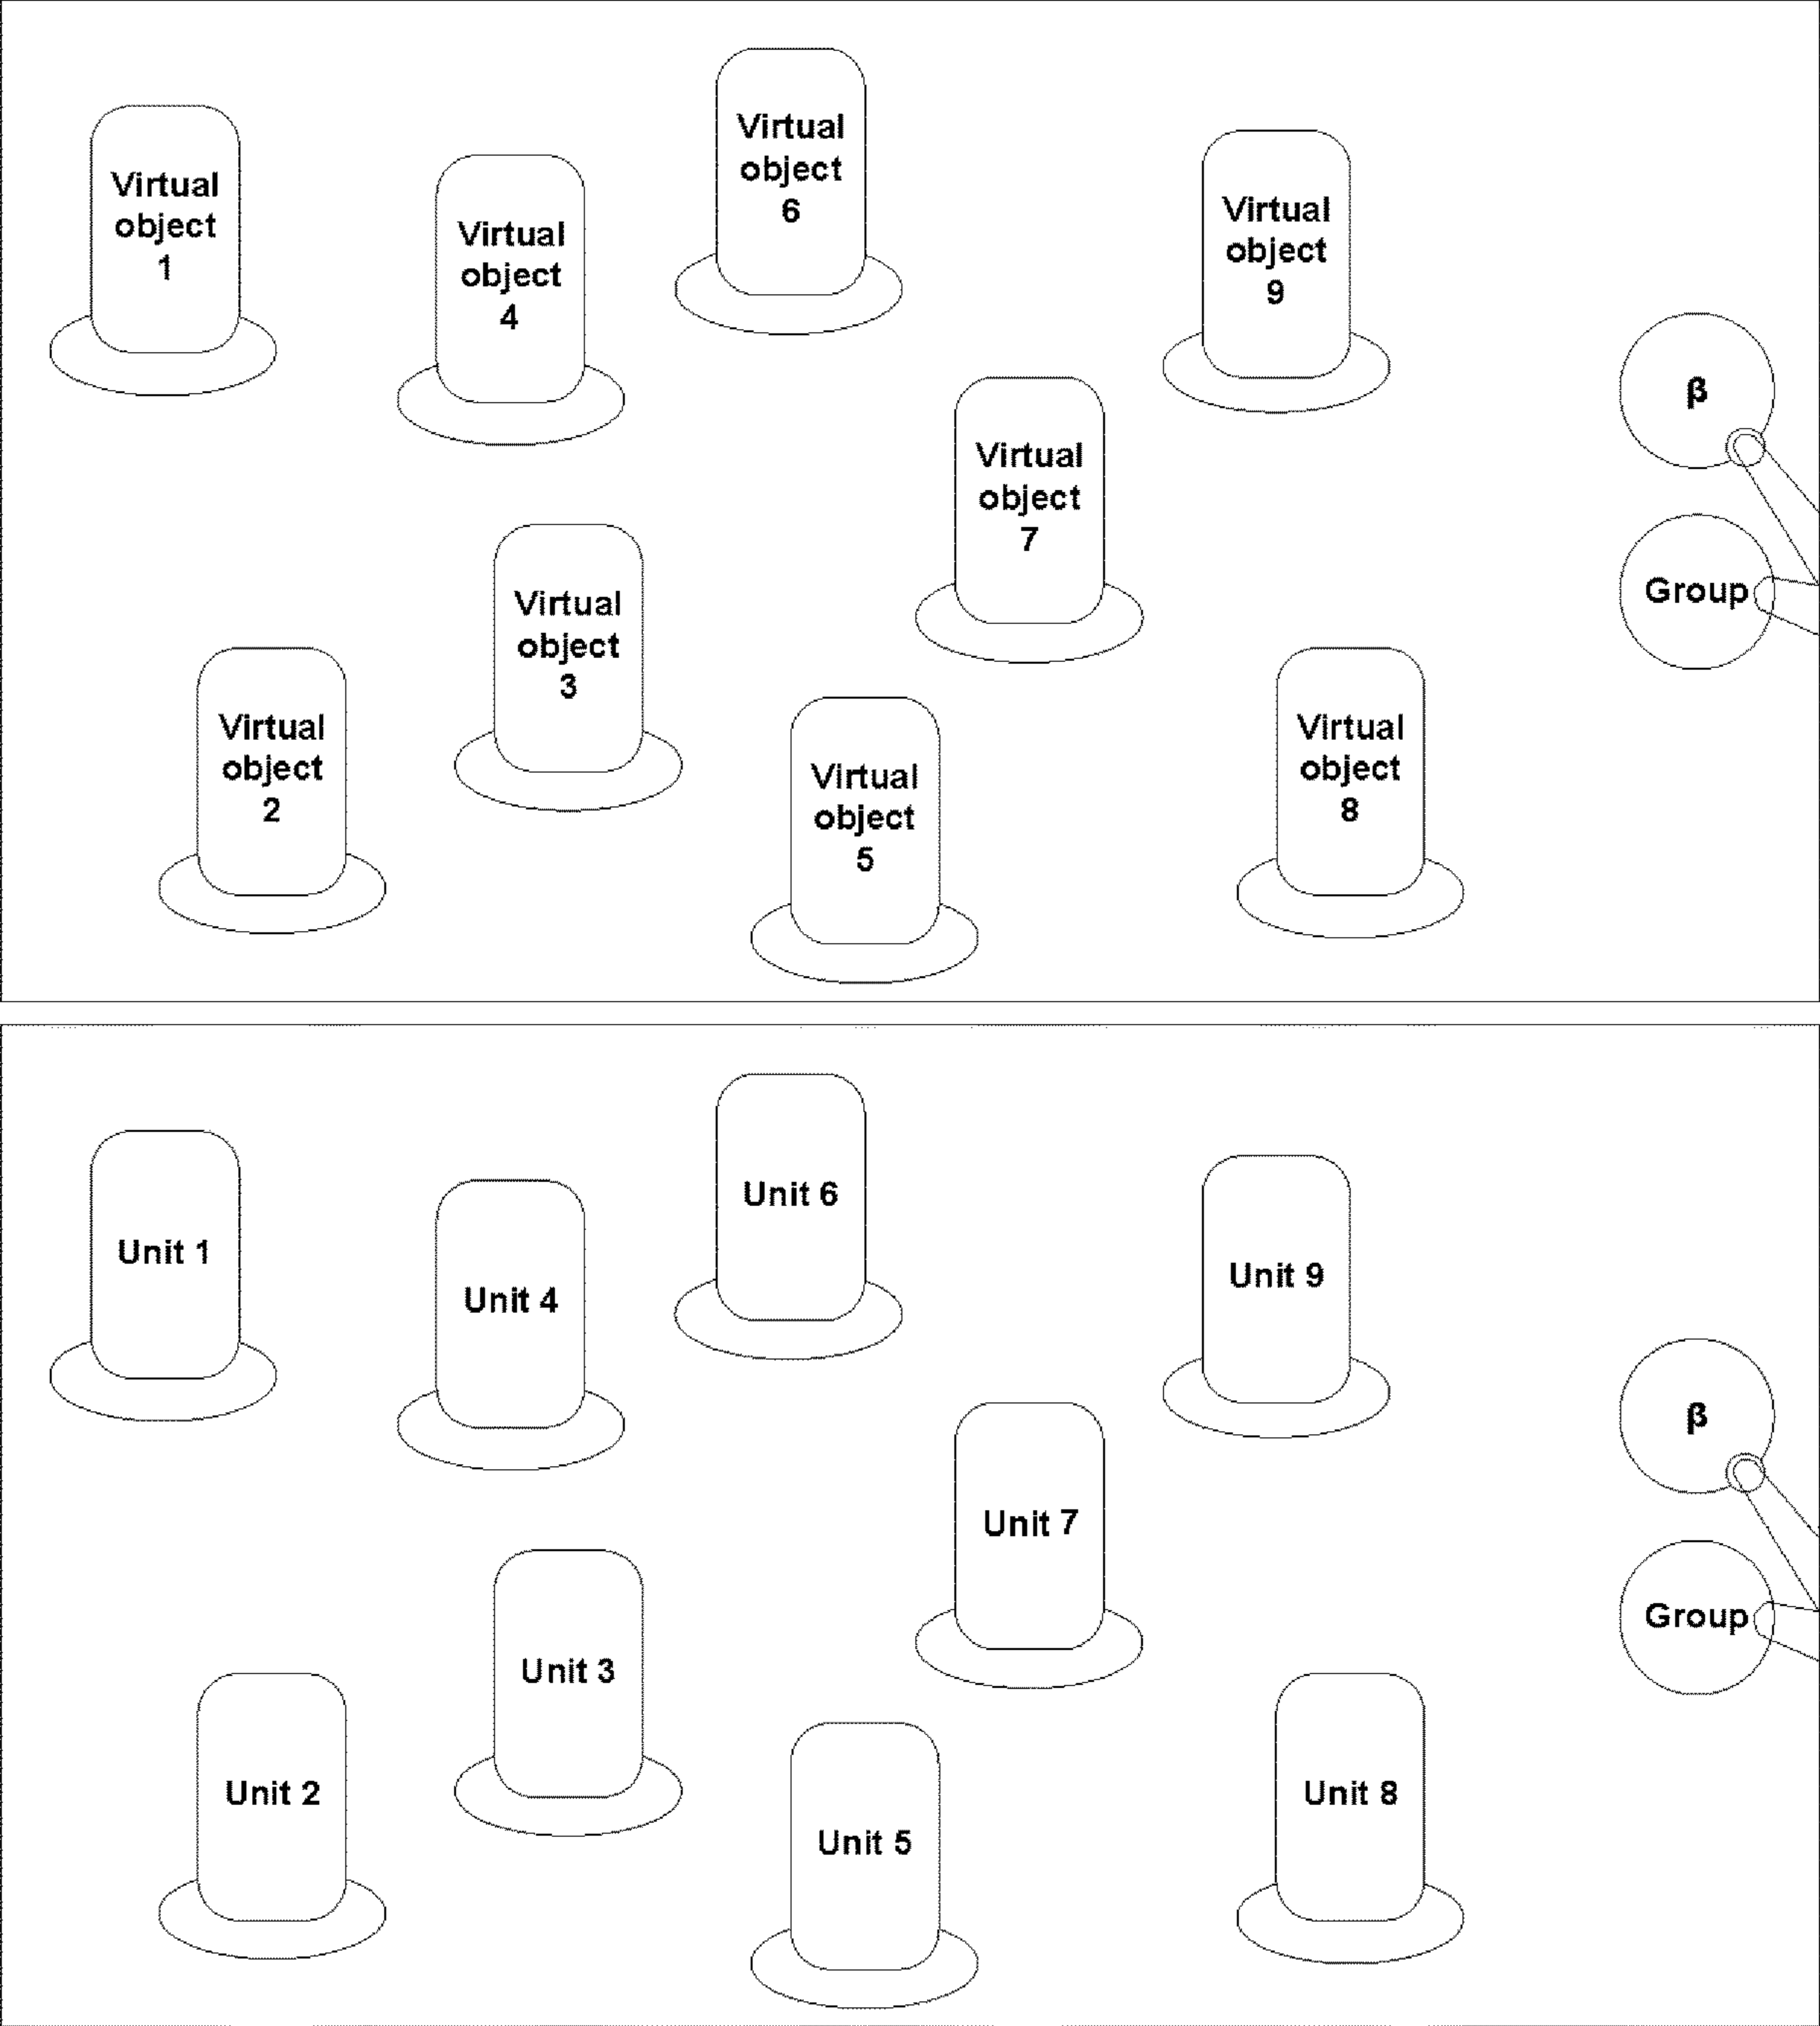 Virtual
object
1
Virtual
object
4
Virtual
object
6
Virtual
object
9
β
Virtual
object
7
Group
Virtual
object
3
Virtual
object
2
Virtual
object
5
Virtual
object
8
Unit 1
Unit 4
Unit 6
Unit 9
β
Unit 7
Group
Unit 3
Unit 2
Unit 5
Unit 8